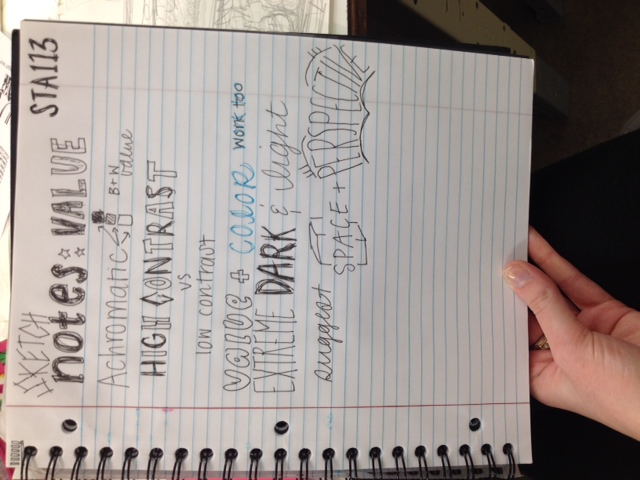 SKETCH
STA113
notes: VALUE
Achromatic B+W
value
HIGH CONTRAST
vs
low contrast
value + COLOR work too
EXTREME DARK & light
suggest SPACE + PERSPECTIVE